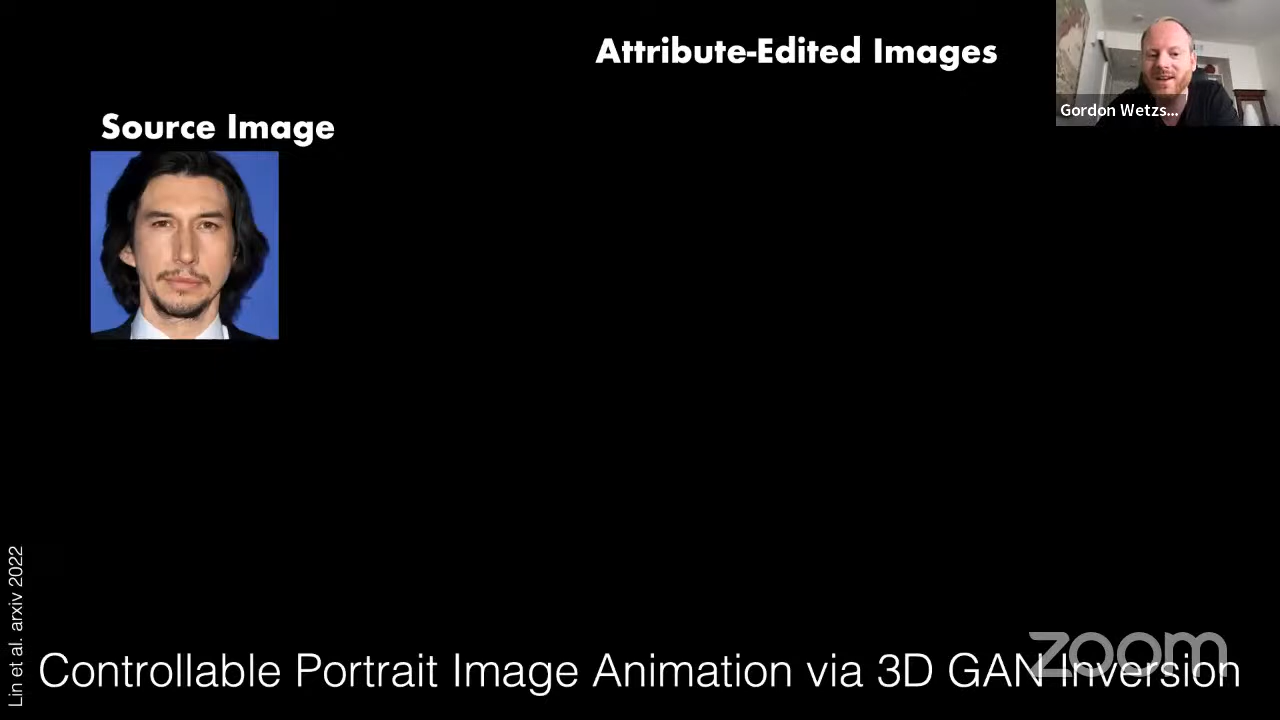 Attribute-Edited Images
Gordon Wetzs...
Source Image
Lin et al. arxiv 2022
Controllable Portrait Image Animation via 3D GAN Inversion
zoom